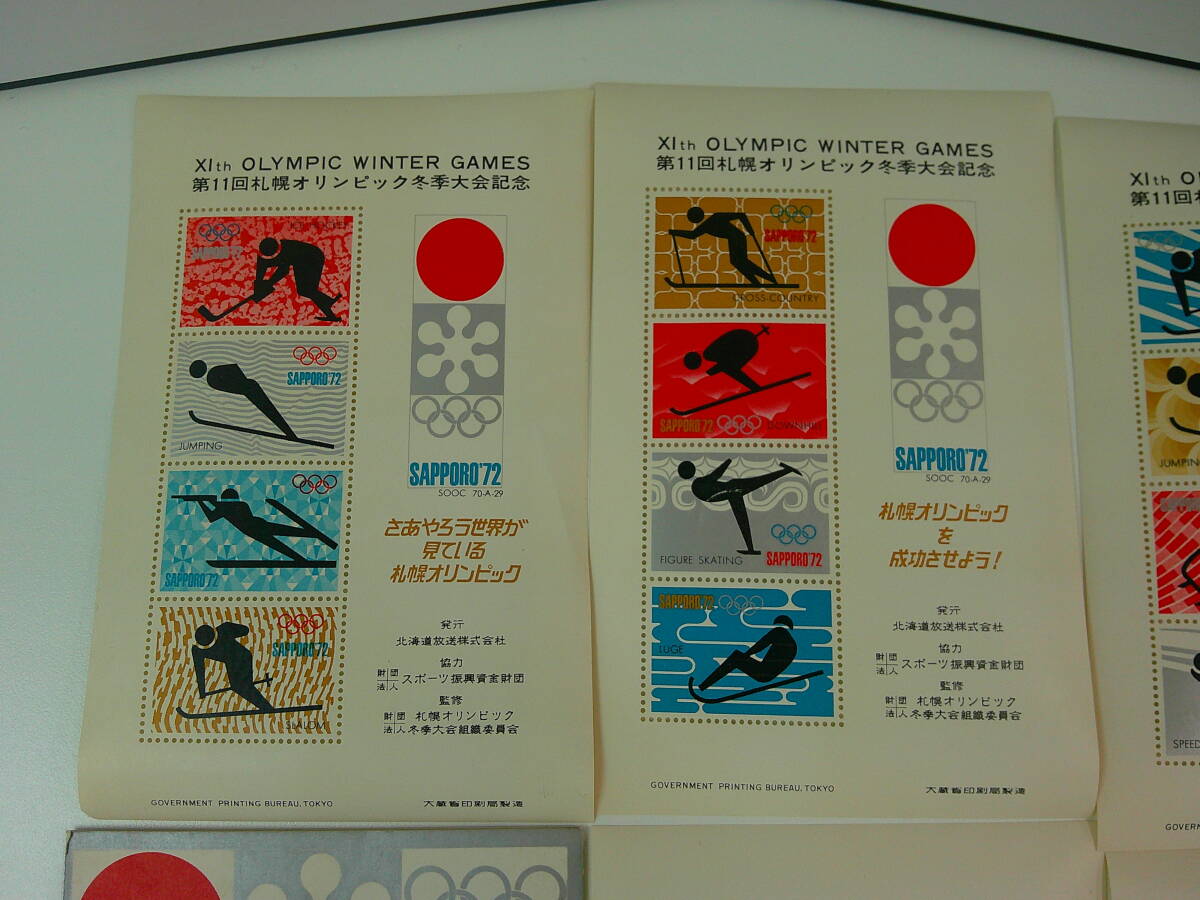 XIth OLYMPIC WINTER GAMES
第11回札幌オリンピック冬季大会記念
ICE HOCKEY
SAPPORO'72
SAPPORO'72
JUMPING
SAPPORO'72
SAPPORO'72
SLALOM
SAPPORO'72
SOOC 70-A-29
さあやろう世界が
見ている
札幌オリンピック
発行
北海道放送株式会社
協力
財団法人 スポーツ振興資金財団
監修
財団法人 札幌オリンピック
冬季大会組織委員会
GOVERNMENT PRINTING BUREAU, TOKYO
大蔵省印刷局製造
XIth OLYMPIC WINTER GAMES
第11回札幌オリンピック冬季大会記念
SAPPORO'72
CROSS-COUNTRY
SAPPORO'72
DOWNHILL
FIGURE SKATING
SAPPORO'72
SAPPORO'72
LUGE
SAPPORO'72
SOOC 70-A-29
札幌オリンピック
を
成功させよう!
発行
北海道放送株式会社
協力
財団法人 スポーツ振興資金財団
監修
財団法人 札幌オリンピック
冬季大会組織委員会
GOVERNMENT PRINTING BUREAU, TOKYO
大蔵省印刷局製造
XIth O
第11回札
JUMPING
SPEED
GOVERN